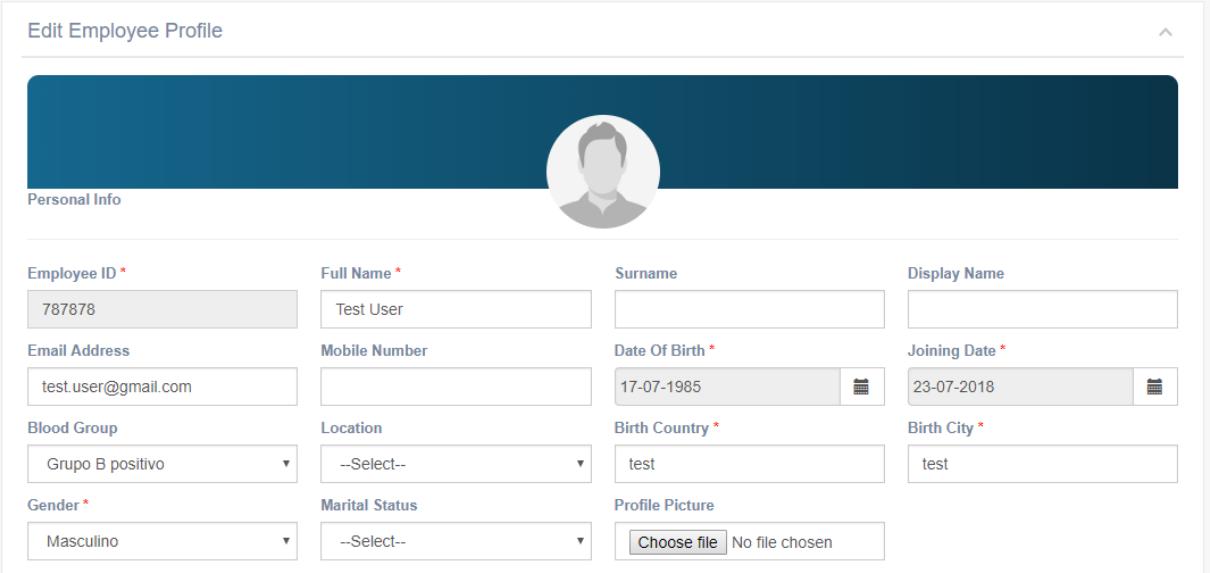 Edit Employee Profile
Personal Info
Employee ID * Full Name * Surname Display Name
787878 Test User
Email Address Mobile Number Date Of Birth * Joining Date *
test.user@gmail.com 17-07-1985 23-07-2018
Blood Group Location Birth Country * Birth City *
Grupo B positivo --Select-- test test
Gender * Marital Status Profile Picture
Masculino --Select-- Choose file No file chosen